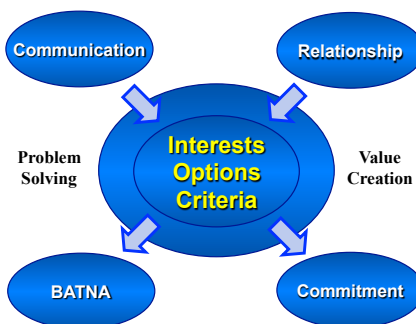 Communication
Relationship
Interests
Options
Criteria
Problem
Solving
Value
Creation
BATNA
Commitment